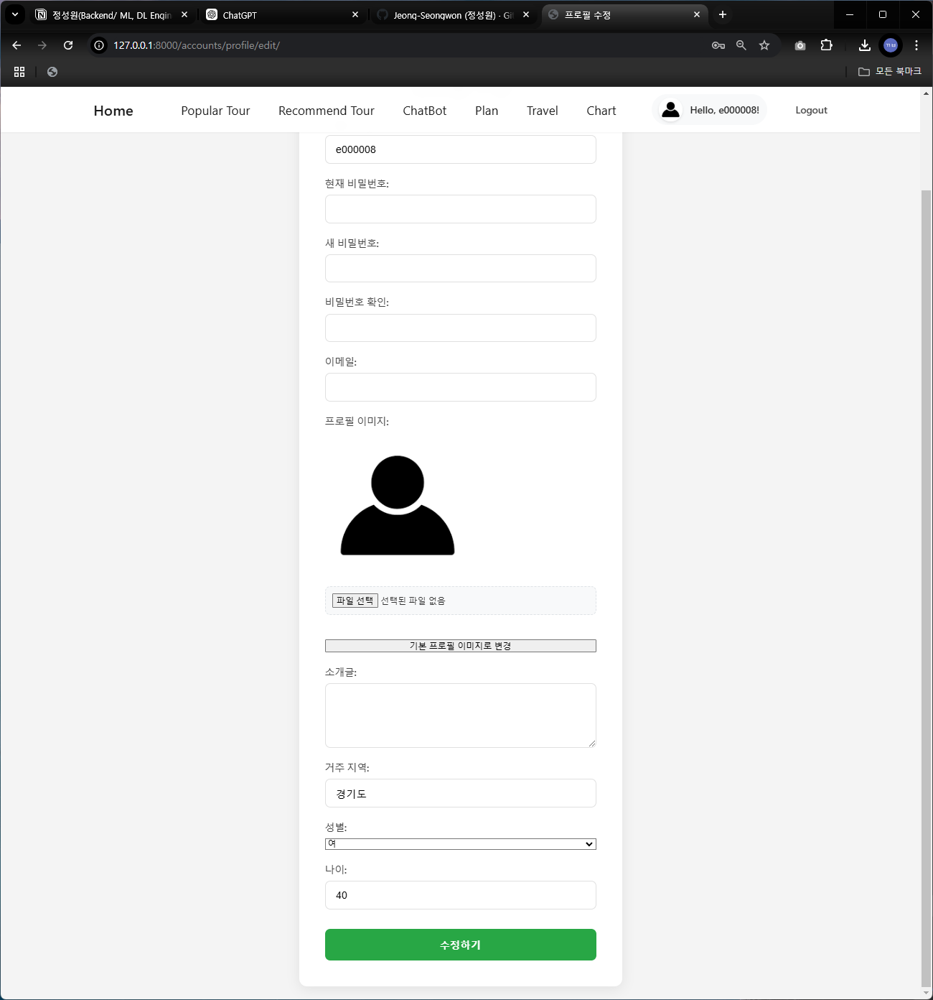 정성원(Backend/ ML, DL Engin
ChatGPT
Jeong-Seongwon (정성원) · Git
프로필 수정
127.0.0.1:8000/accounts/profile/edit/
ㄲㅂ
모든 북마크
Home
Popular Tour
Recommend Tour
ChatBot
Plan
Travel
Chart
Hello, e000008!
Logout
e000008
현재 비밀번호:
새 비밀번호:
비밀번호 확인:
이메일:
프로필 이미지:
파일 선택 선택된 파일 없음
기본 프로필 이미지로 변경
소개글:
거주 지역:
경기도
성별:
여
나이:
40
수정하기